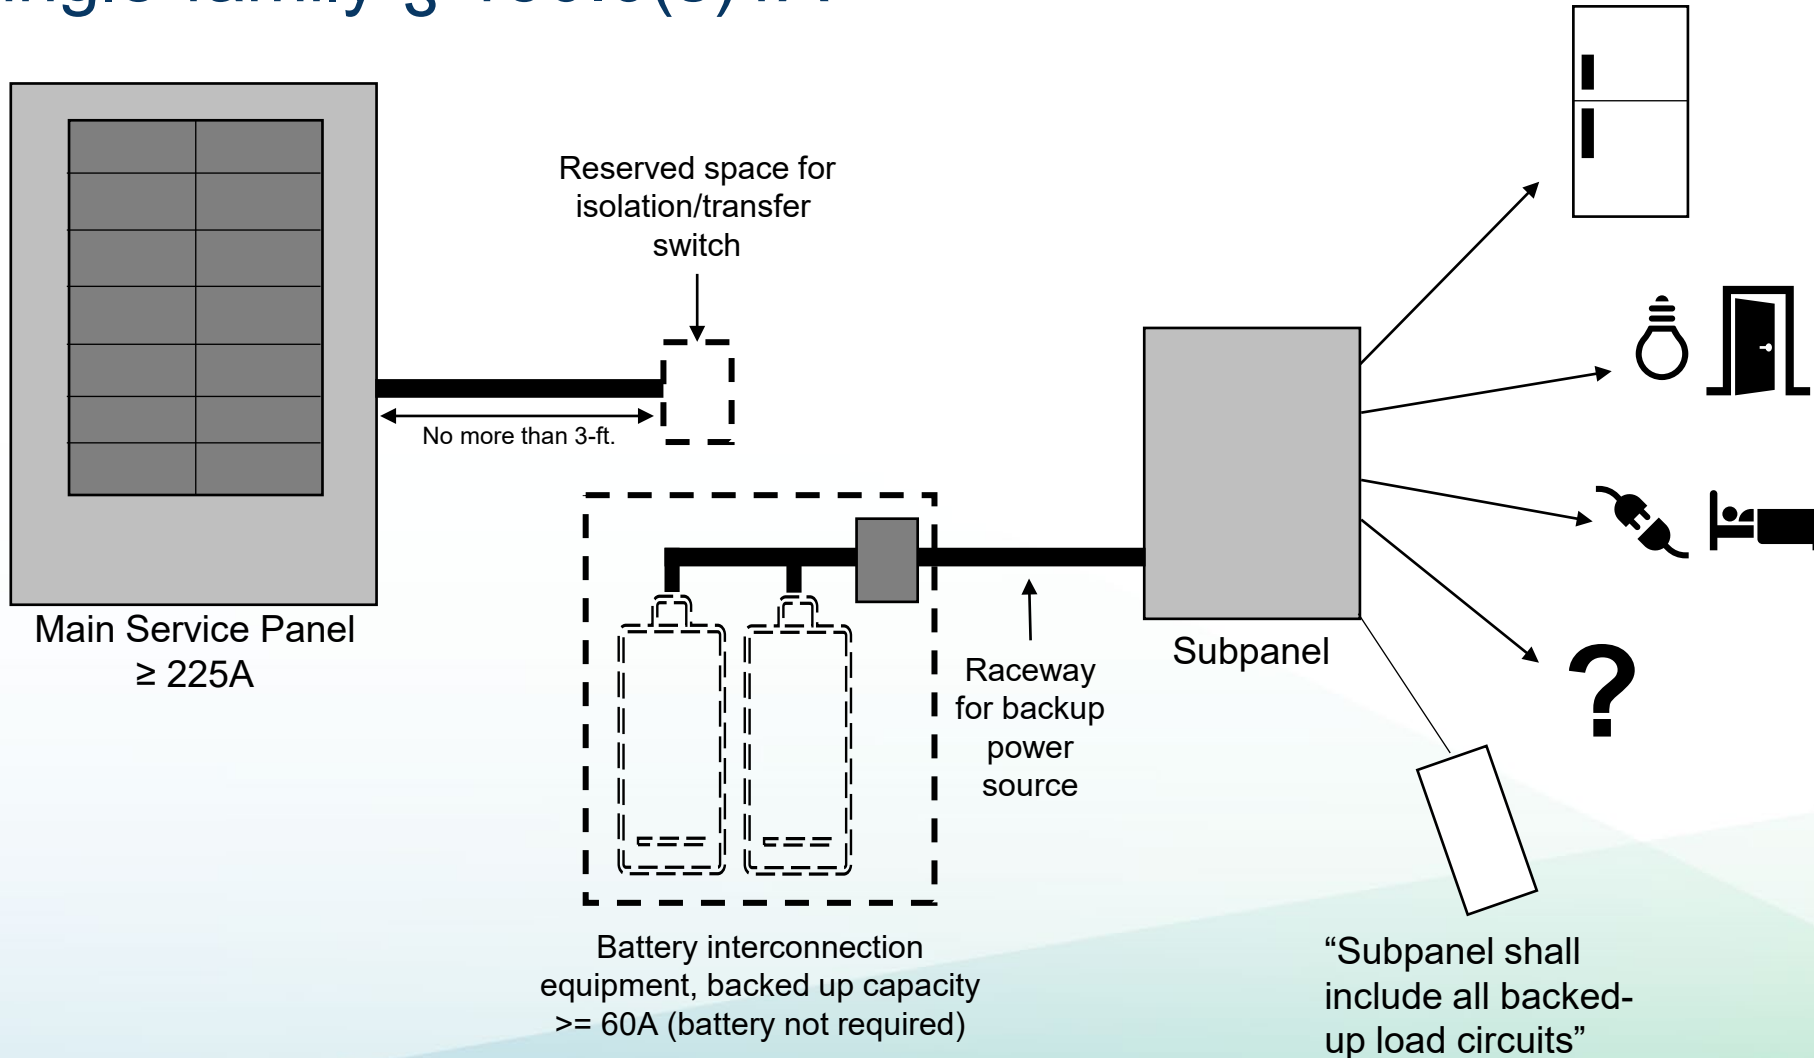 Reserved space for
isolation/transfer
switch
No more than 3-ft.
Main Service Panel
≥ 225A
Subpanel
Raceway
for backup
power
source
?
Battery interconnection
equipment, backed up capacity
>= 60A (battery not required)
“Subpanel shall
include all backed-
up load circuits”